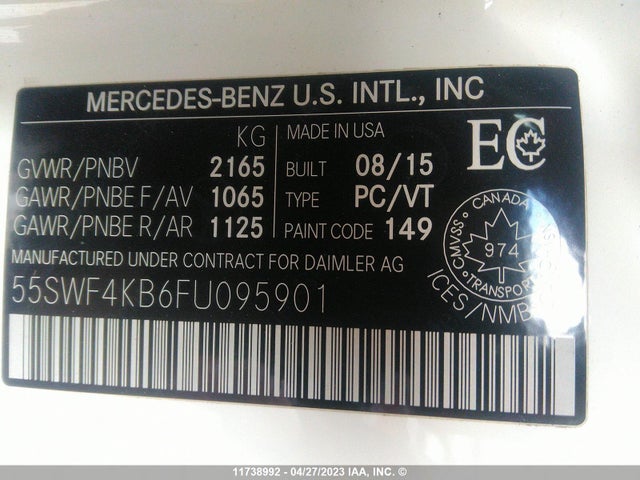 MERCEDES-BENZ U.S. INTL., INC
KG
GVWR/PNBV 2165
GAWR/PNBE F/AV 1065
GAWR/PNBE R/AR 1125
MADE IN USA
BUILT 08/15
TYPE PC/VT
PAINT CODE 149
EC
CANADA
974
TRANSPORT
CMVSS
NSVAC
MANUFACTURED UNDER CONTRACT FOR DAIMLER AG
55SWF4KB6FU095901
11738992 - 04/27/2023 IAA, INC. ©